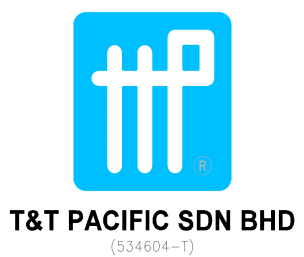 ®
T&T PACIFIC SDN BHD
(534604-T)